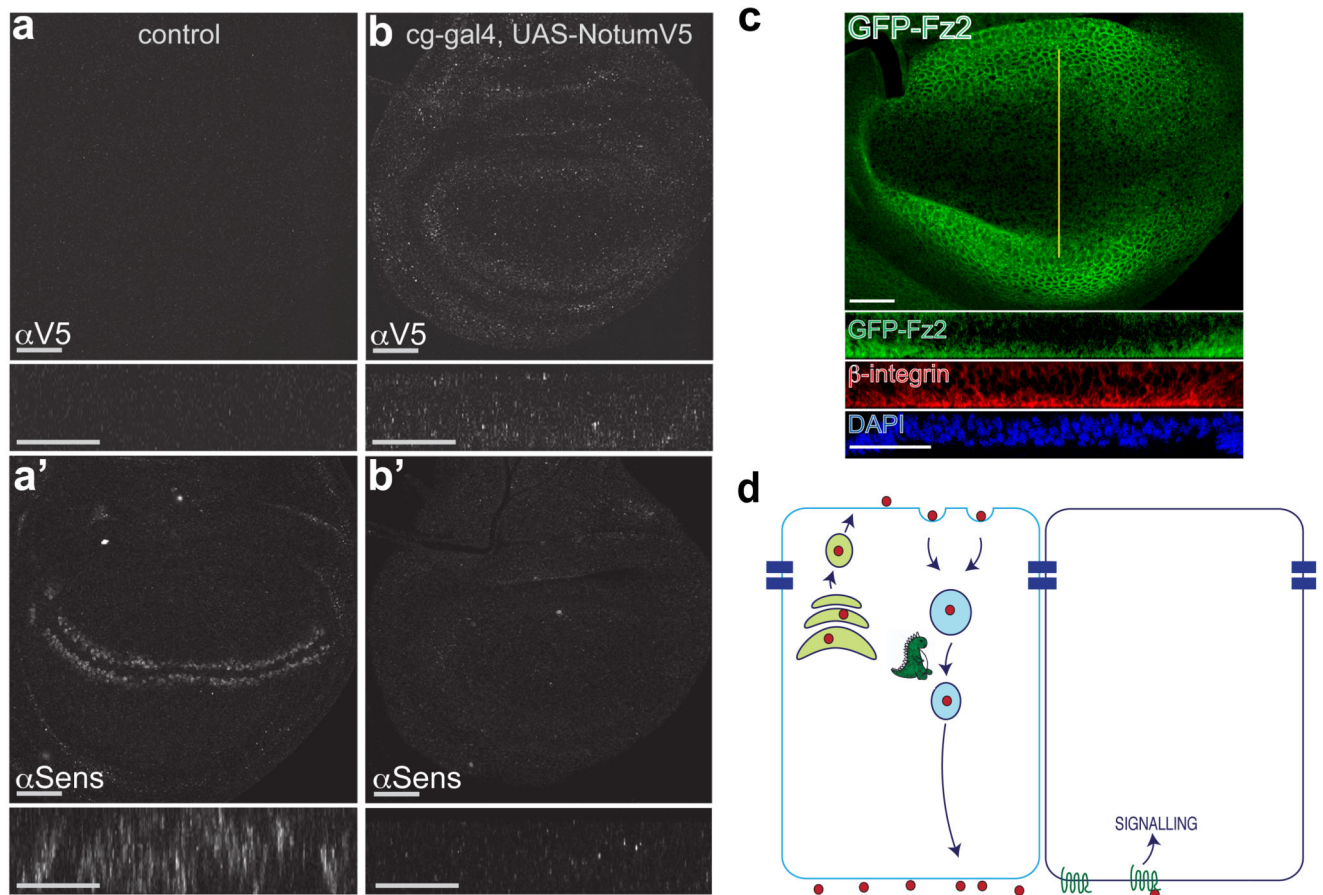 a
control
αV5
b
cg-gal4, UAS-NotumV5
αV5
a’
αSens
b’
αSens
c
GFP-Fz2
GFP-Fz2
β-integrin
DAPI
d
SIGNALLING